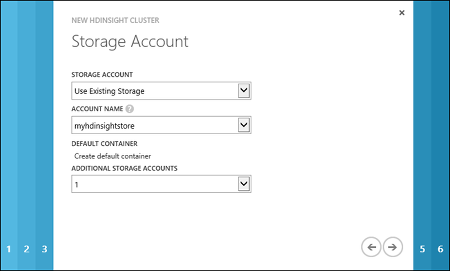 NEW HDINSIGHT CLUSTER
Storage Account
STORAGE ACCOUNT
Use Existing Storage
ACCOUNT NAME ?
myhdinsightstore
DEFAULT CONTAINER
Create default container
ADDITIONAL STORAGE ACCOUNTS
1
1 2 3 5 6